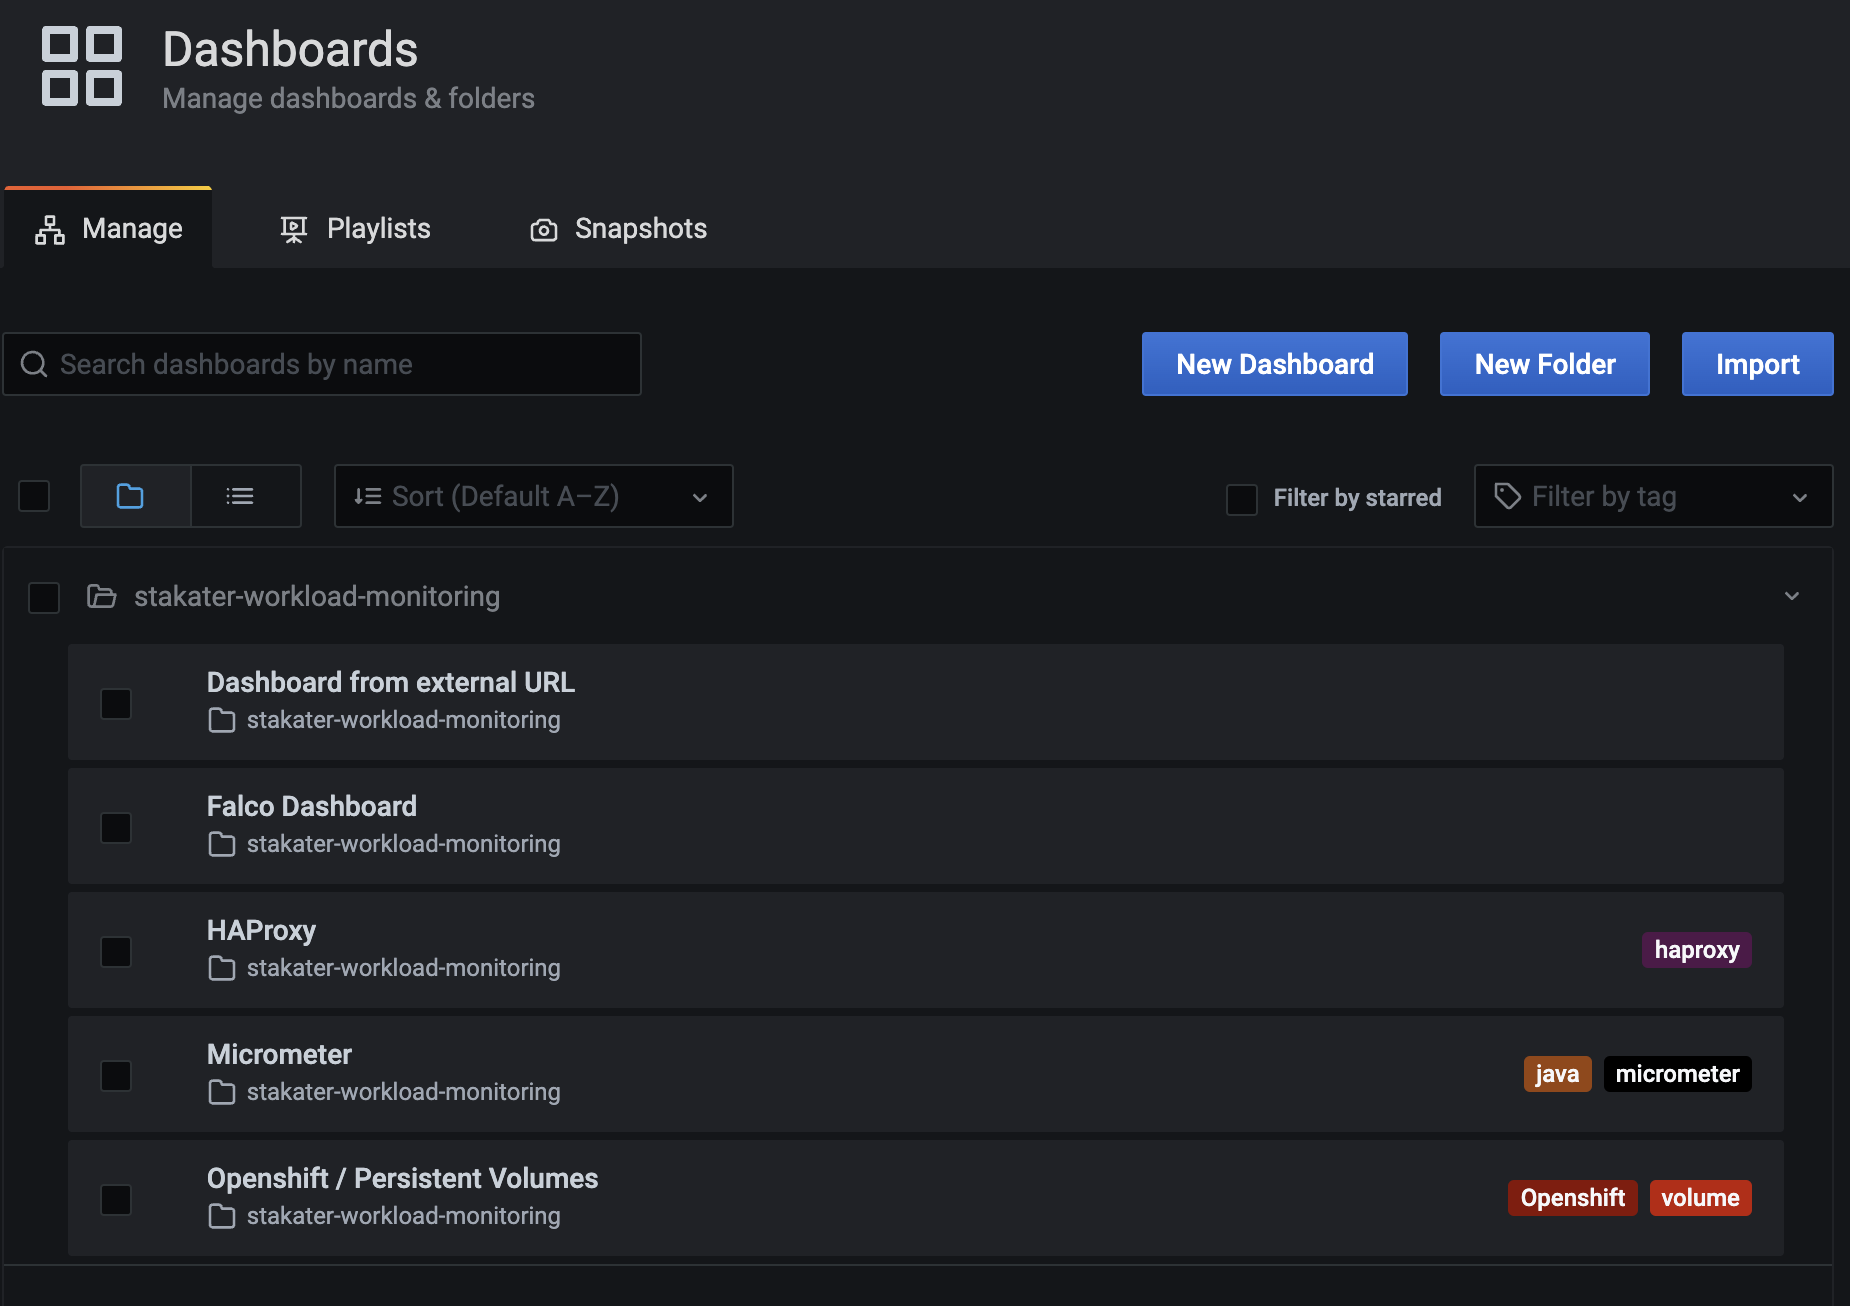 Dashboards
Manage dashboards & folders
Manage
Playlists
Snapshots
Search dashboards by name
New Dashboard
New Folder
Import
Sort (Default A–Z)
Filter by starred
Filter by tag
stakater-workload-monitoring
Dashboard from external URL
stakater-workload-monitoring
Falco Dashboard
stakater-workload-monitoring
HAProxy
stakater-workload-monitoring
haproxy
Micrometer
stakater-workload-monitoring
java
micrometer
Openshift / Persistent Volumes
stakater-workload-monitoring
Openshift
volume